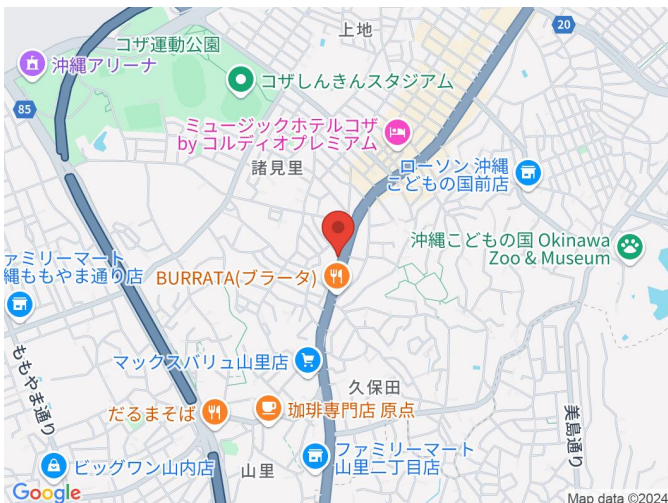 上地
20
コザ運動公園
沖縄アリーナ
コザしんきんスタジアム
85
ミュージックホテルコザ
by コルディオプレミアム
諸見里
ローソン 沖縄
こどもの国前店
沖縄こどもの国 Okinawa
Zoo & Museum
ァミリーマート
縄ももやま通り店
BURRATA(ブラータ)
マックスバリュ山里店
久保田
ももやま通り
だるまそば
珈琲専門店 原点
美島通り
ファミリーマート
山里二丁目店
山里
ビッグワン山内店
Google
Map data ©2024